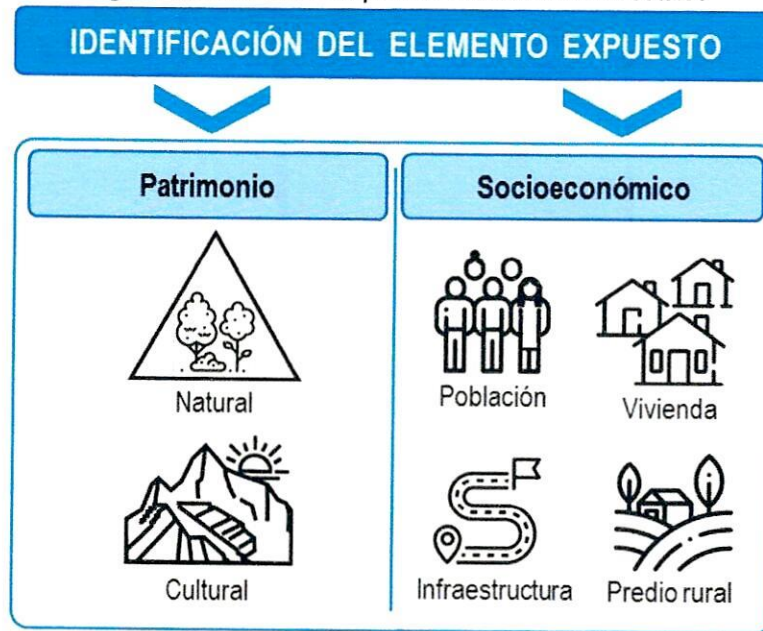 IDENTIFICACIÓN DEL ELEMENTO EXPUESTO
Patrimonio
Socioeconómico
Natural
Población
Vivienda
Cultural
Infraestructura
Predio rural